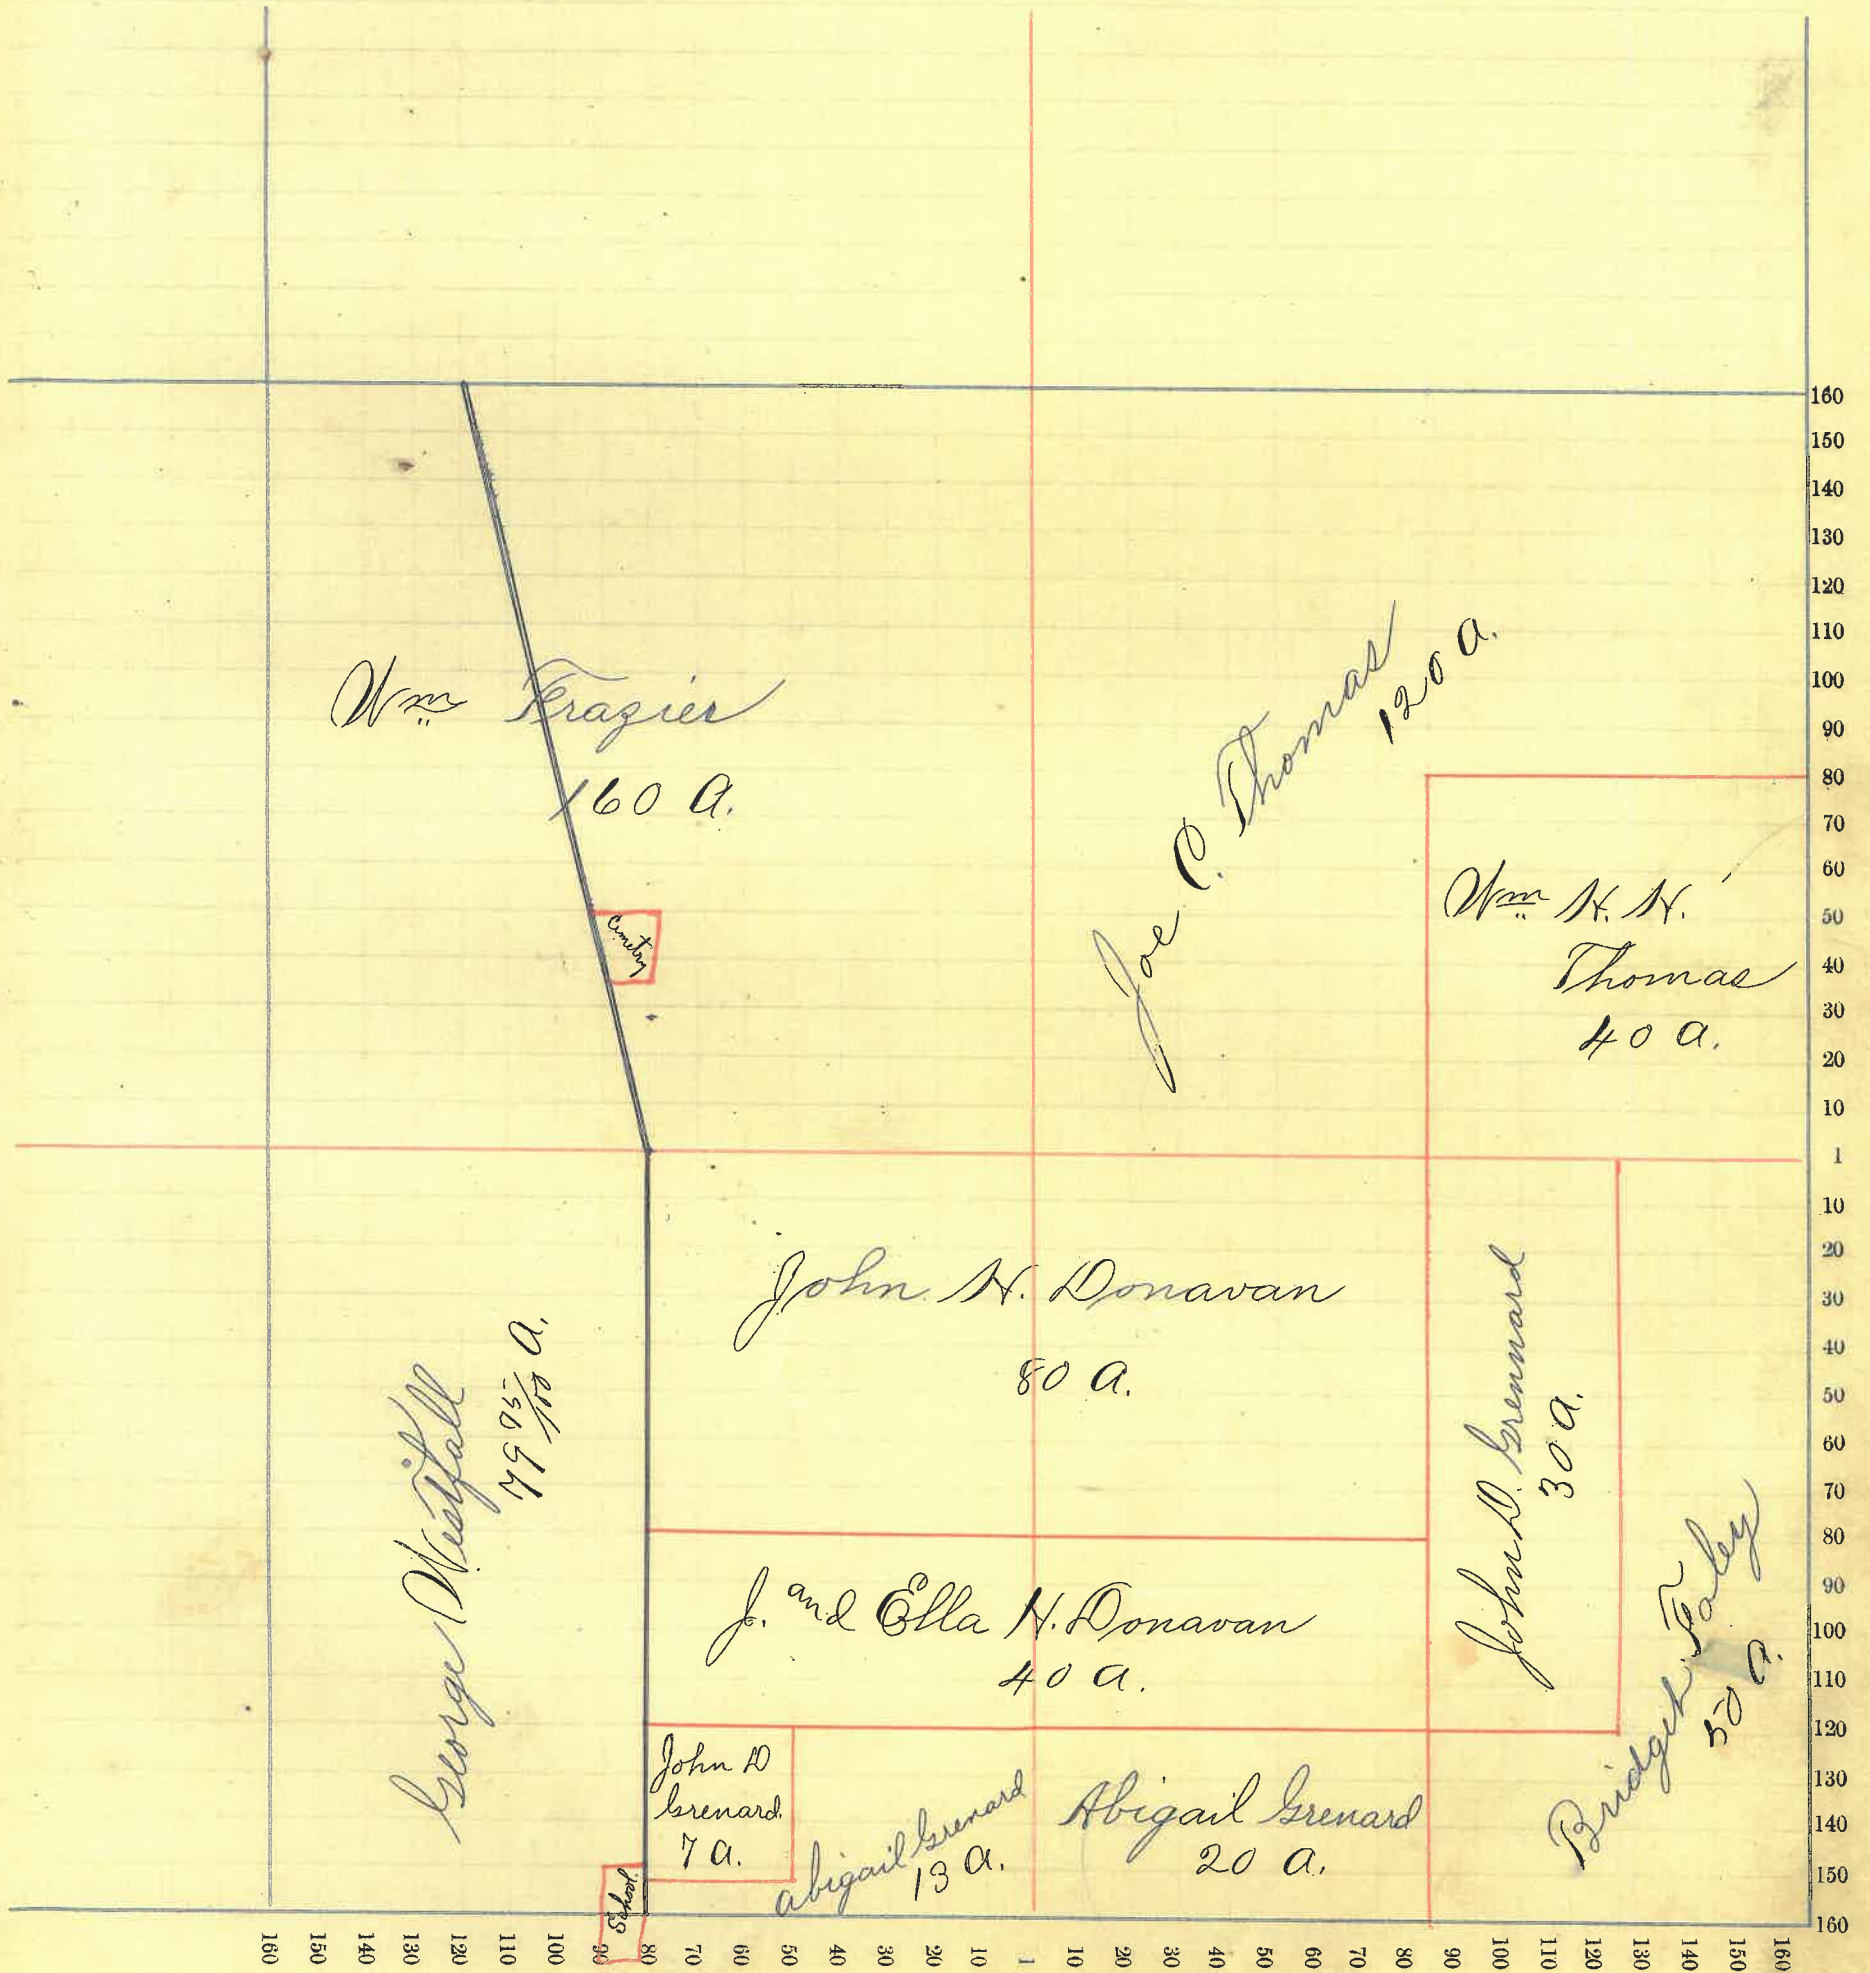 Wm Frazier
160 A.
Cemetry
Joe C. Thomas
120 A.
Wm H. H.
Thomas
40 A.
John H. Donavan
80 A.
George Westfall
79 75/100 A.
J. and Ella H. Donavan
40 A.
John D. Grennard
30 A.
Bridget Faley
50 A.
John D
Grenard.
7 A.
Abigail Grenard
13 A.
Abigail Grenard
20 A.
School.
160
150
140
130
120
110
100
90
80
70
60
50
40
30
20
10
1
10
20
30
40
50
60
70
80
90
100
110
120
130
140
150
160
160
150
140
130
120
110
100
90
80
70
60
50
40
30
20
10
1
10
20
30
40
50
60
70
80
90
100
110
120
130
140
150
160